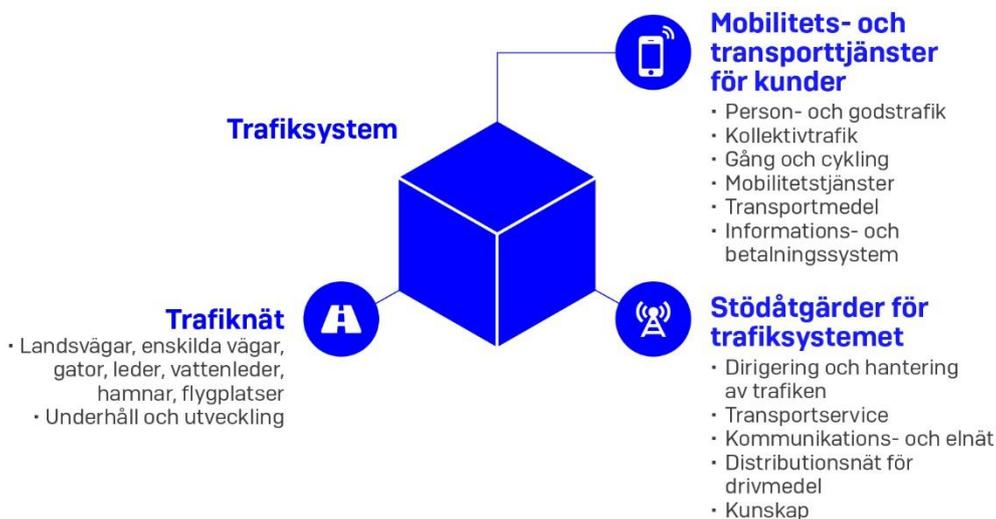 Trafiksystem
Mobilitets- och
transporttjänster
för kunder
· Person- och godstrafik
· Kollektivtrafik
· Gång och cykling
· Mobilitetstjänster
· Transportmedel
· Informations- och
betalningssystem
Trafiknät
· Landsvägar, enskilda vägar,
gator, leder, vattenleder,
hamnar, flygplatser
· Underhåll och utveckling
Stödåtgärder för
trafiksystemet
· Dirigering och hantering
av trafiken
· Transportservice
· Kommunikations- och elnät
· Distributionsnät för
drivmedel
· Kunskap